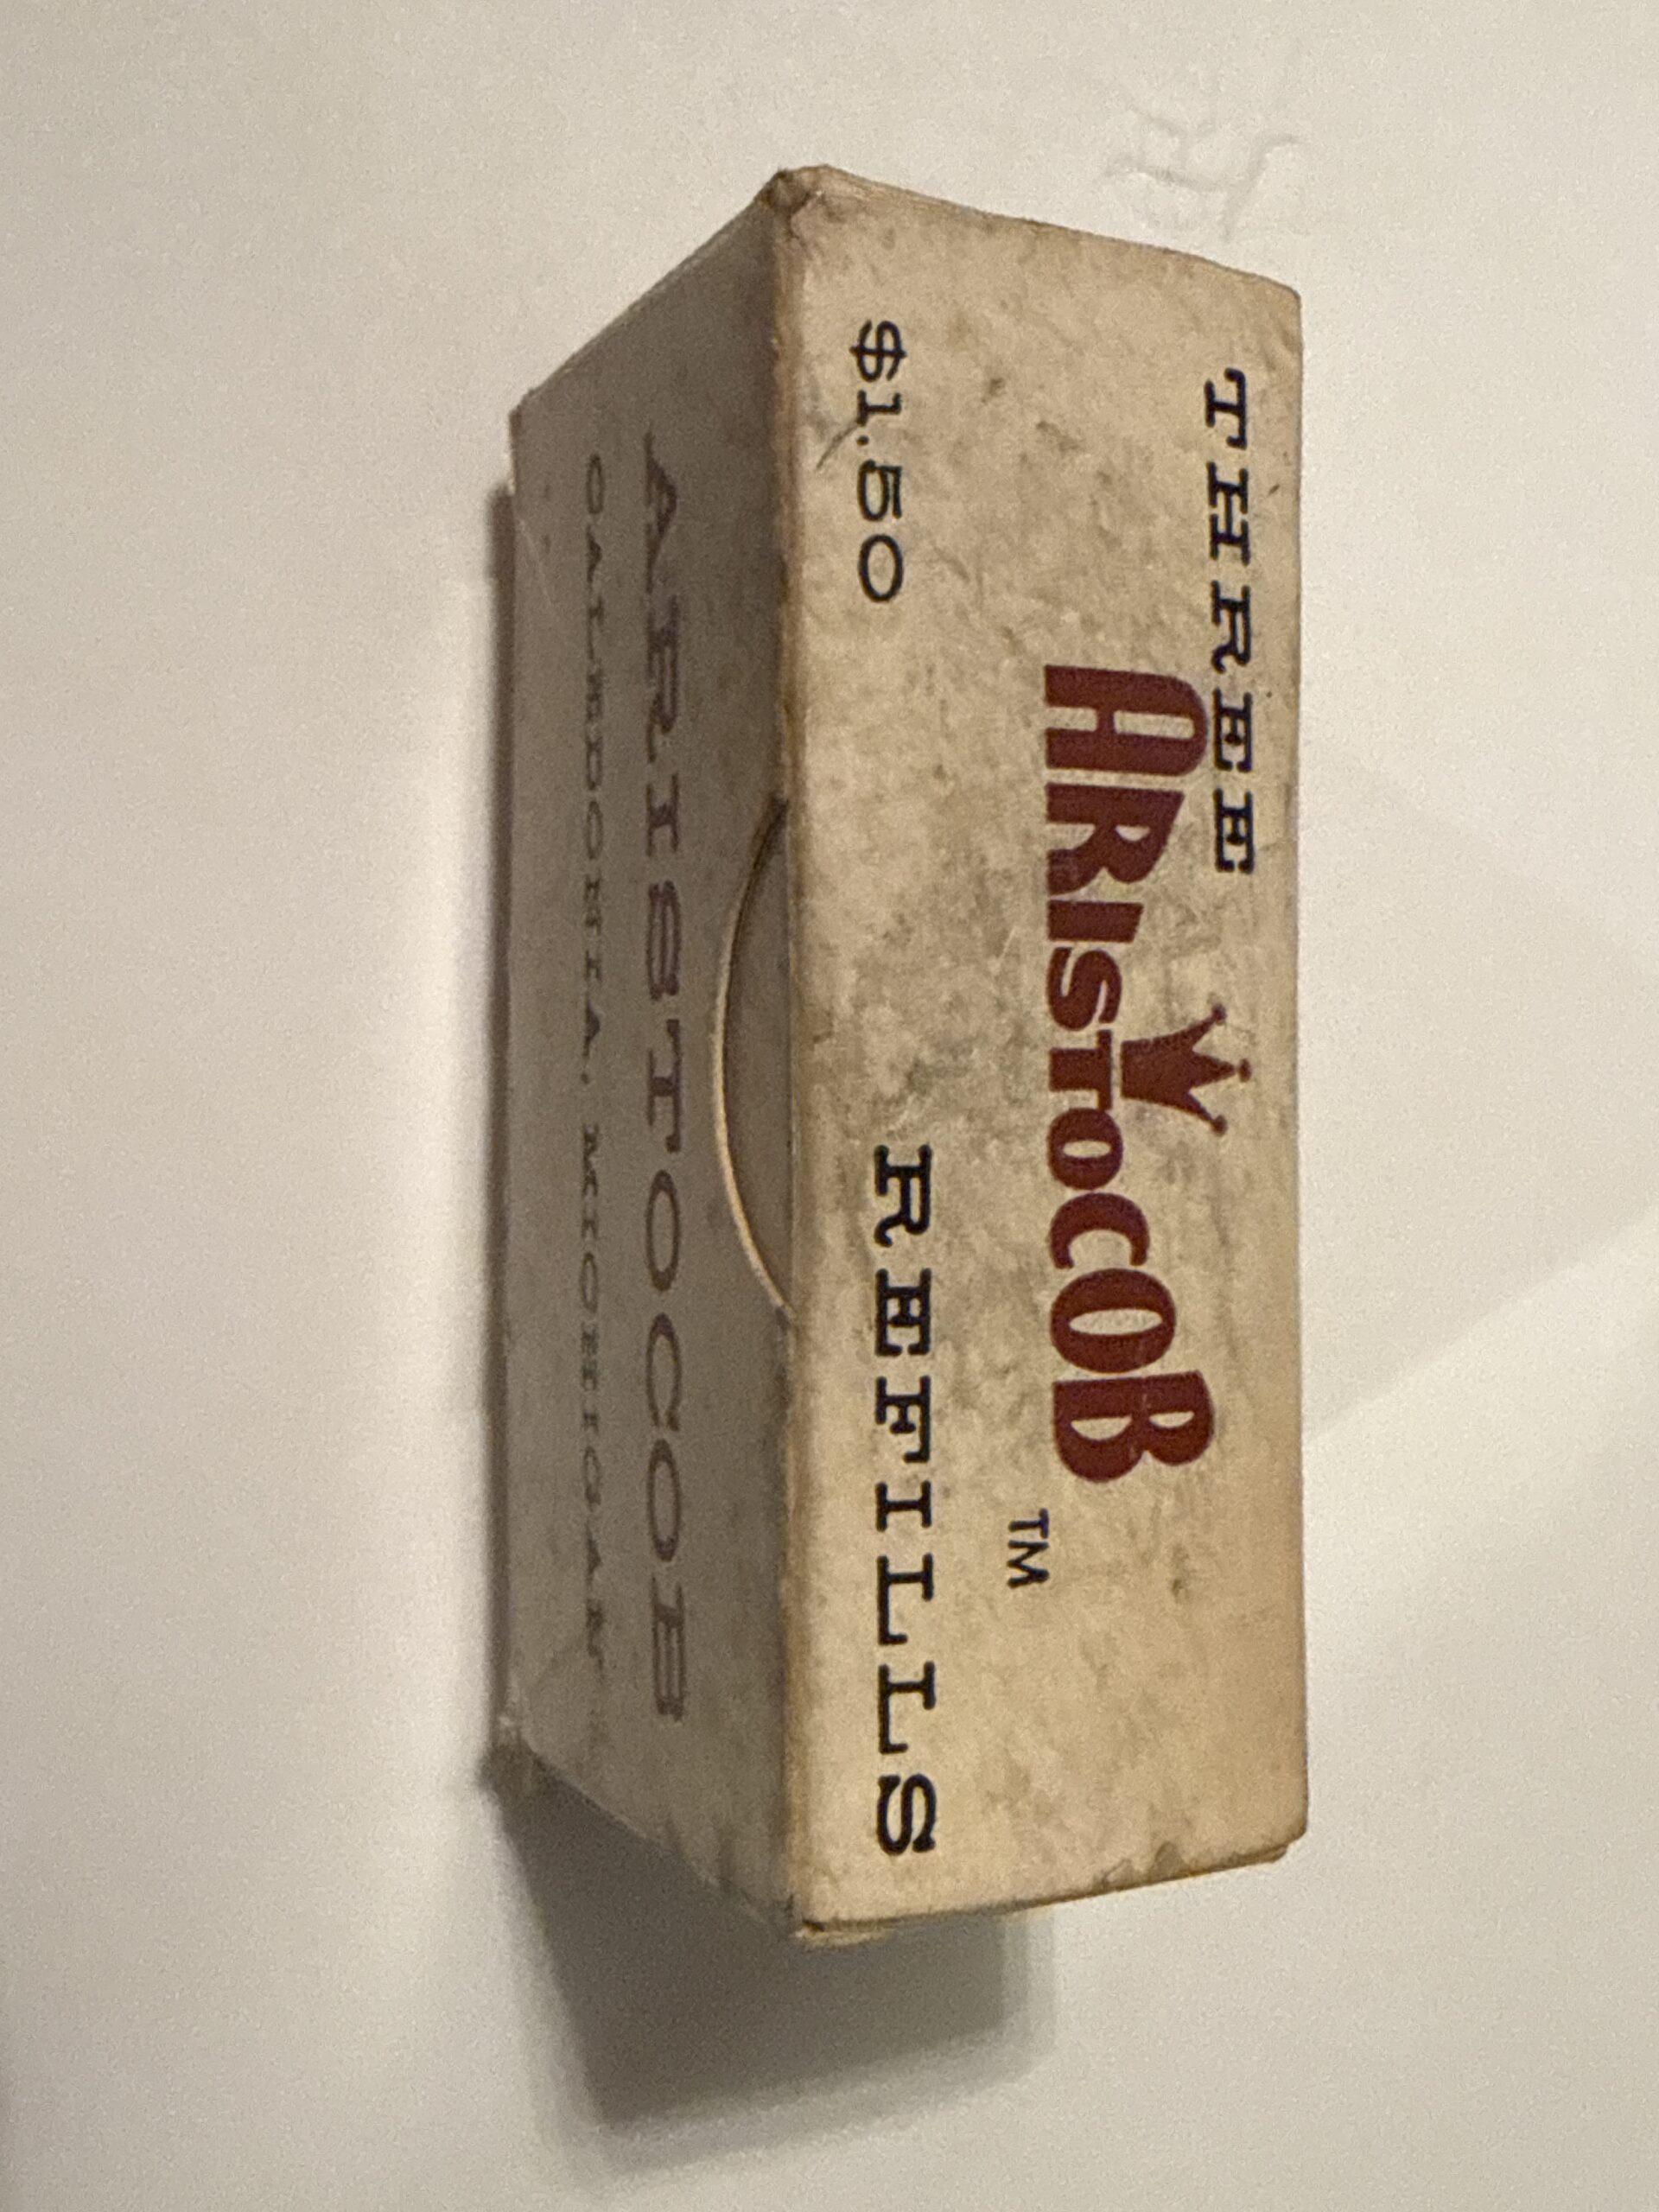 THREE
ARISTOCOB
TM
$1.50
REFILLS
ARISTOCOB
CALEDONIA, MICHIGAN